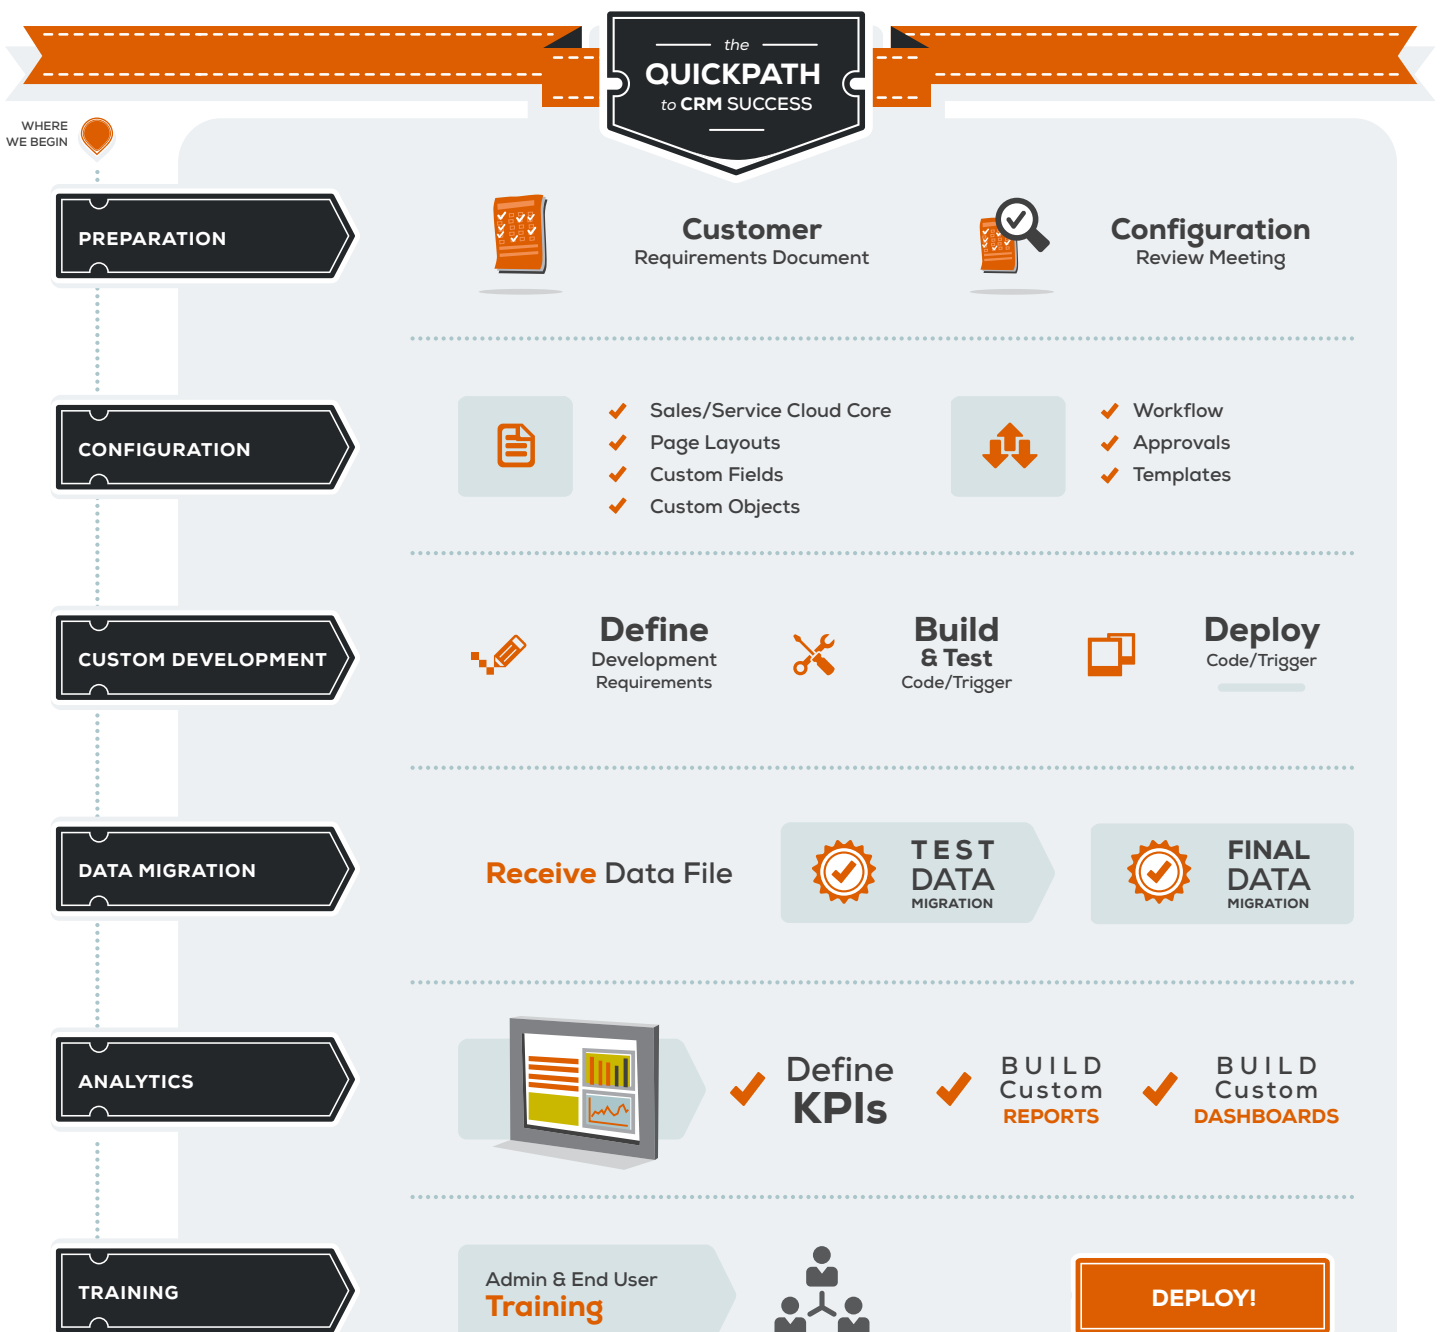 the
QUICKPATH
to CRM SUCCESS
WHERE
WE BEGIN
PREPARATION
Customer
Requirements Document
Configuration
Review Meeting
CONFIGURATION
Sales/Service Cloud Core
Page Layouts
Custom Fields
Custom Objects
Workflow
Approvals
Templates
CUSTOM DEVELOPMENT
Define
Development
Requirements
Build
& Test
Code/Trigger
Deploy
Code/Trigger
DATA MIGRATION
Receive Data File
TEST
DATA
MIGRATION
FINAL
DATA
MIGRATION
ANALYTICS
Define
KPIs
BUILD
Custom
REPORTS
BUILD
Custom
DASHBOARDS
TRAINING
Admin & End User
Training
DEPLOY!